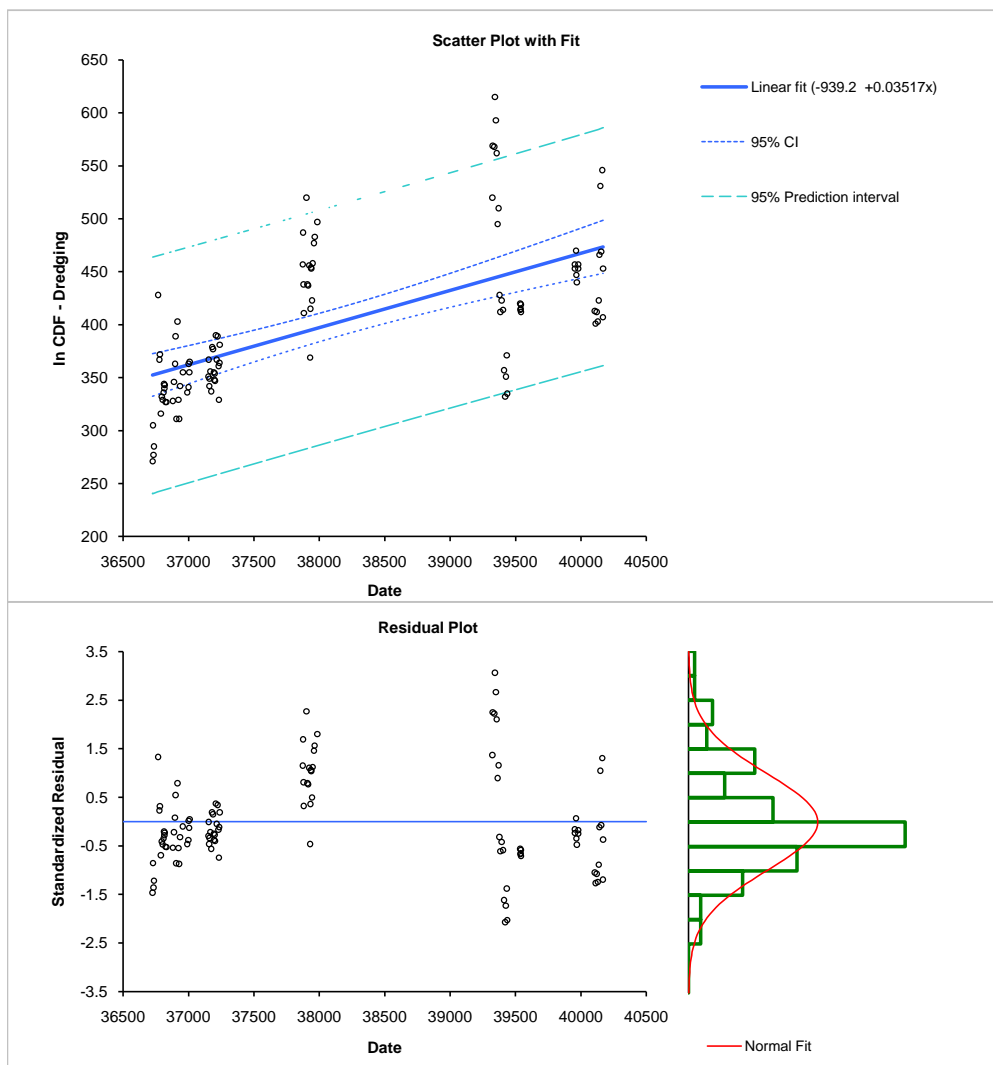 Scatter Plot with Fit
650
600
550
500
450
400
350
300
250
200
In CDF - Dredging
36500 37000 37500 38000 38500 39000 39500 40000 40500
Date
Linear fit (-939.2 +0.03517x)
95% CI
95% Prediction interval
Residual Plot
3.5
2.5
1.5
0.5
-0.5
-1.5
-2.5
-3.5
Standardized Residual
36500 37000 37500 38000 38500 39000 39500 40000 40500
Date
Normal Fit